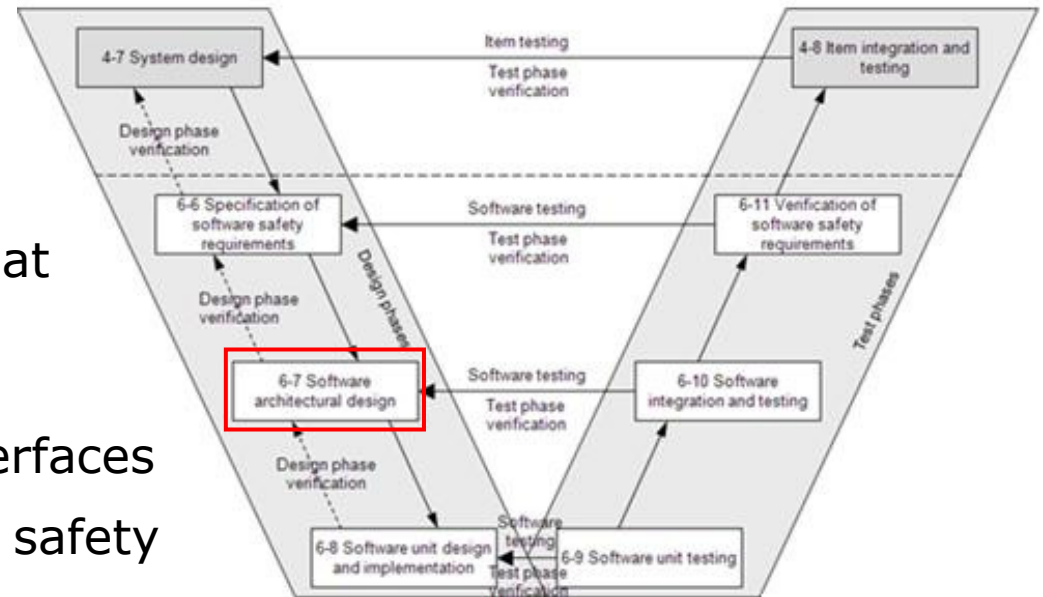 4-7 System design
Item testing
Test phase
verification
4-8 Item integration and
testing
Design phase
verification
6-6 Specification of
software safety
requirements
Software testing
Test phase
verification
6-11 Verification of
software safety
requirements
at
Design phase
verification
Design phases
Test phases
6-7 Software
architectural design
Software testing
Test phase
verification
6-10 Software
integration and testing
erfaces
Design phase
verification
safety
6-8 Software unit design
and implementation
Software
testing
Test phase
verification
6-9 Software unit testing